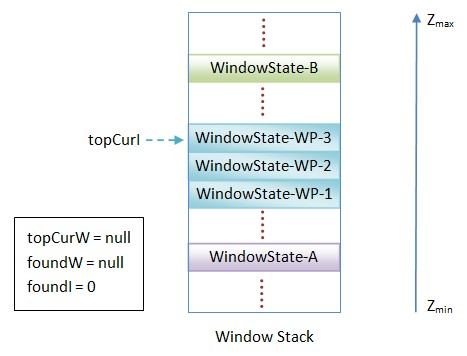 Zmax
WindowState-B
topCurI
WindowState-WP-3
WindowState-WP-2
WindowState-WP-1
topCurW = null
foundW = null
foundI = 0
WindowState-A
Zmin
Window Stack